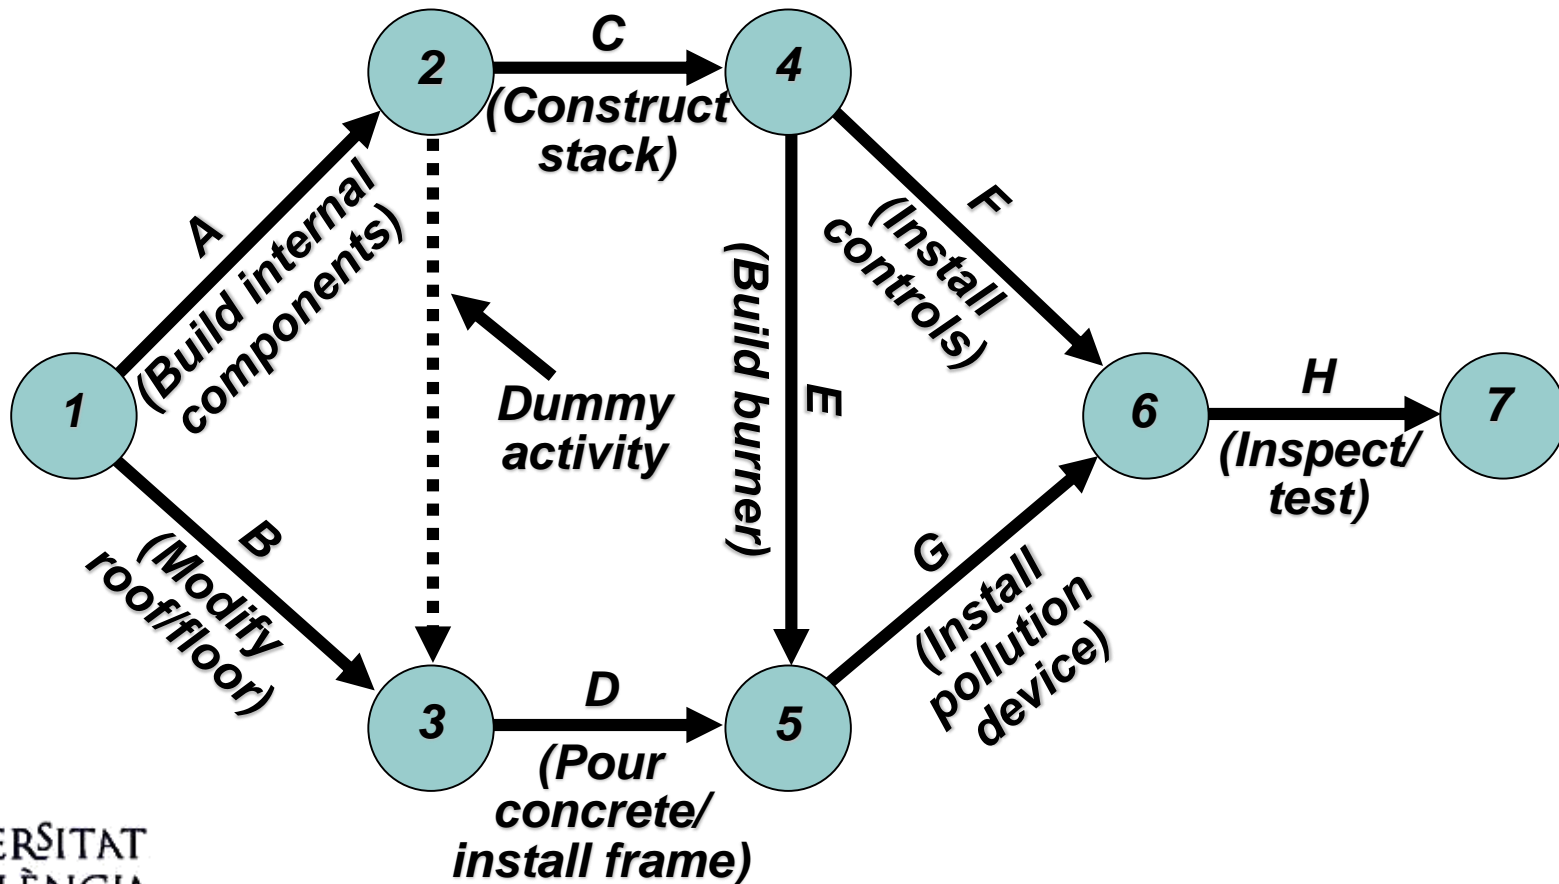 2
C
(Construct
stack)
4
A
(Build internal
components)
F
(Install
controls)
(Build burner)
E
Dummy
activity
1
6
H
(Inspect/
test)
7
B
(Modify
roof/floor)
G
(Install
pollution
device)
3
D
(Pour
concrete/
install frame)
5
ERSITAT